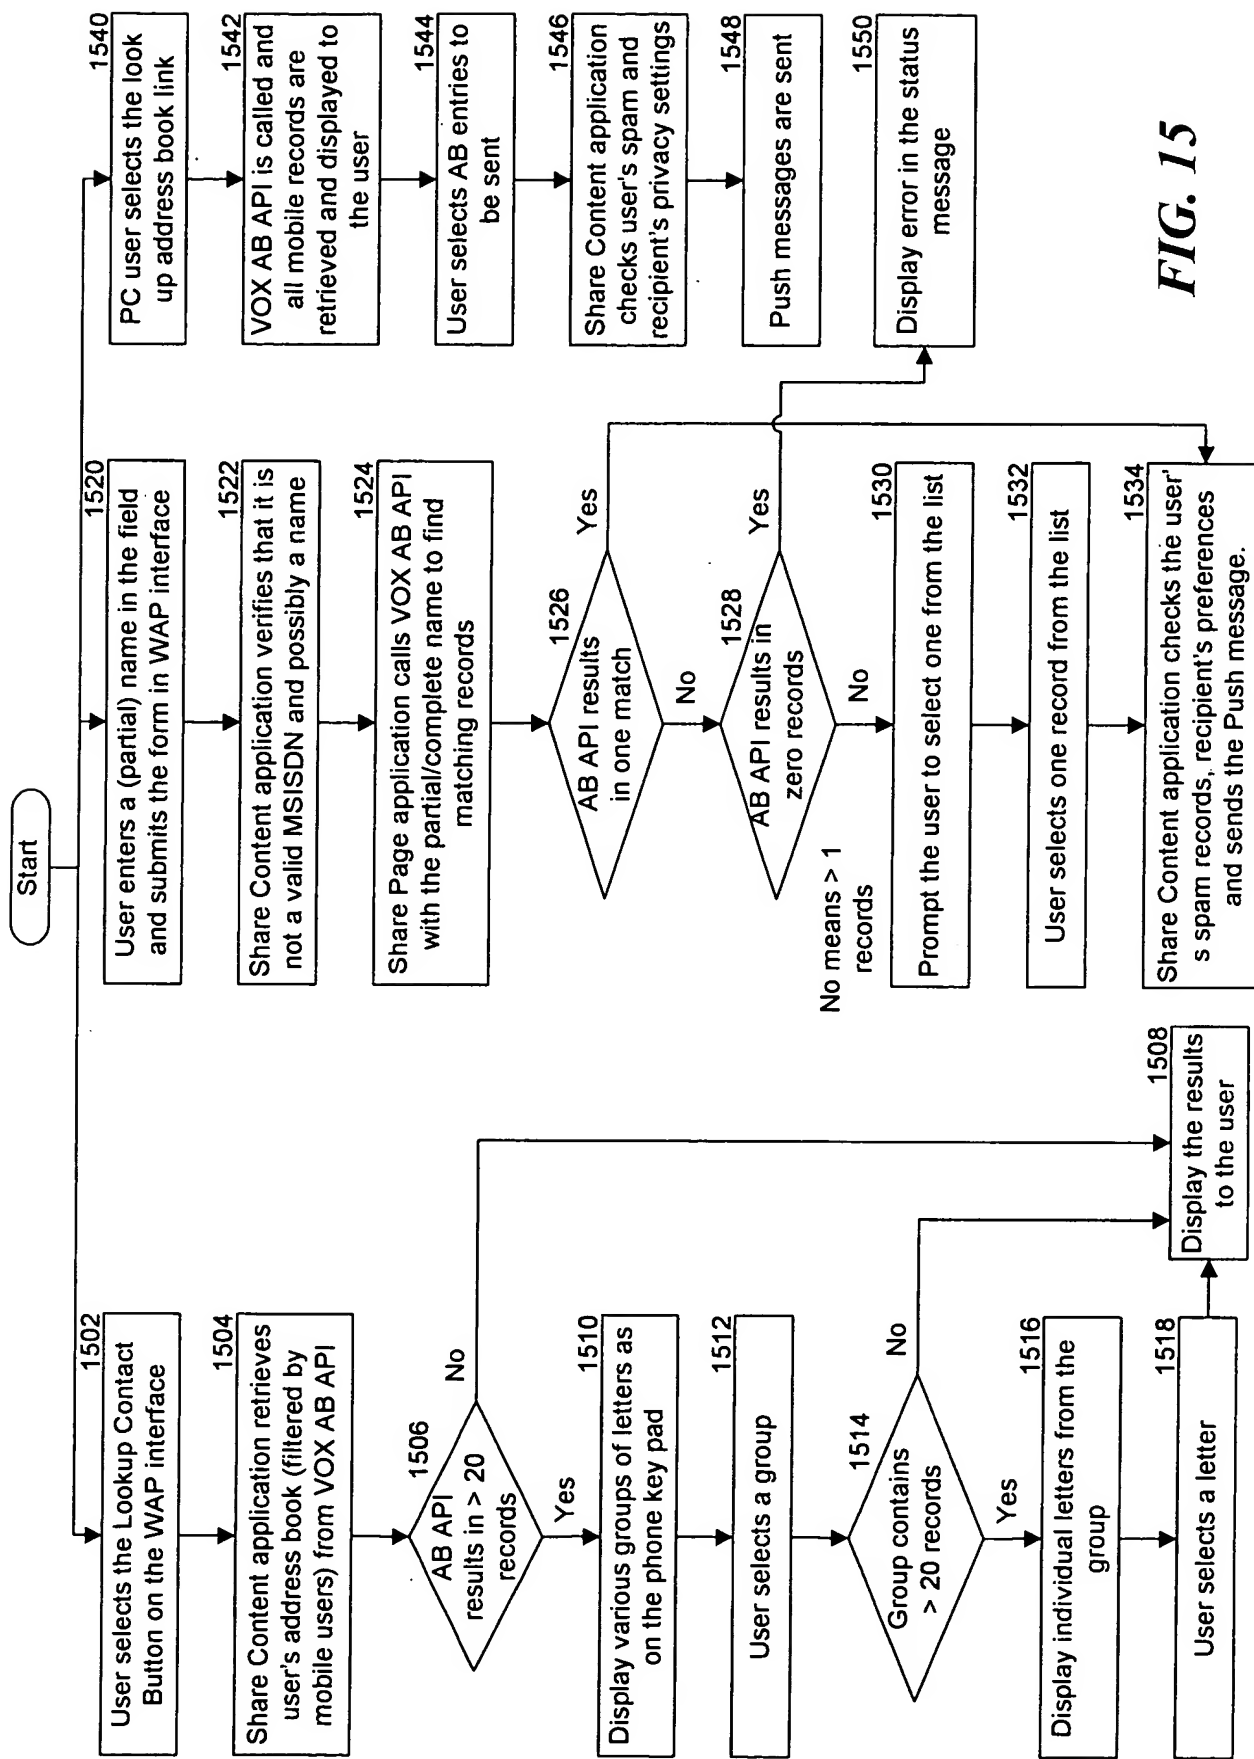 Start
1502
User selects the Lookup Contact
Button on the WAP interface
1504
Share Content application retrieves
user's address book (filtered by
mobile users) from VOX AB API
1506
AB API
results in > 20
records
No
Yes
1510
Display various groups of letters as
on the phone key pad
1512
User selects a group
1514
Group contains
> 20 records
No
Yes
1516
Display individual letters from the
group
1518
User selects a letter
1508
Display the results
to the user
1520
User enters a (partial) name in the field
and submits the form in WAP interface
1522
Share Content application verifies that it is
not a valid MSISDN and possibly a name
1524
Share Page application calls VOX AB API
with the partial/complete name to find
matching records
1526
AB API results
in one match
Yes
No
1528
AB API results in
zero records
Yes
No
No means > 1
records
1530
Prompt the user to select one from the list
1532
User selects one record from the list
1534
Share Content application checks the user'
s spam records, recipient's preferences
and sends the Push message.
1540
PC user selects the look
up address book link
1542
VOX AB API is called and
all mobile records are
retrieved and displayed to
the user
1544
User selects AB entries to
be sent
1546
Share Content application
checks user's spam and
recipient's privacy settings
1548
Push messages are sent
1550
Display error in the status
message
FIG. 15